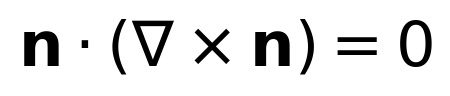 n · (∇ × n) = 0